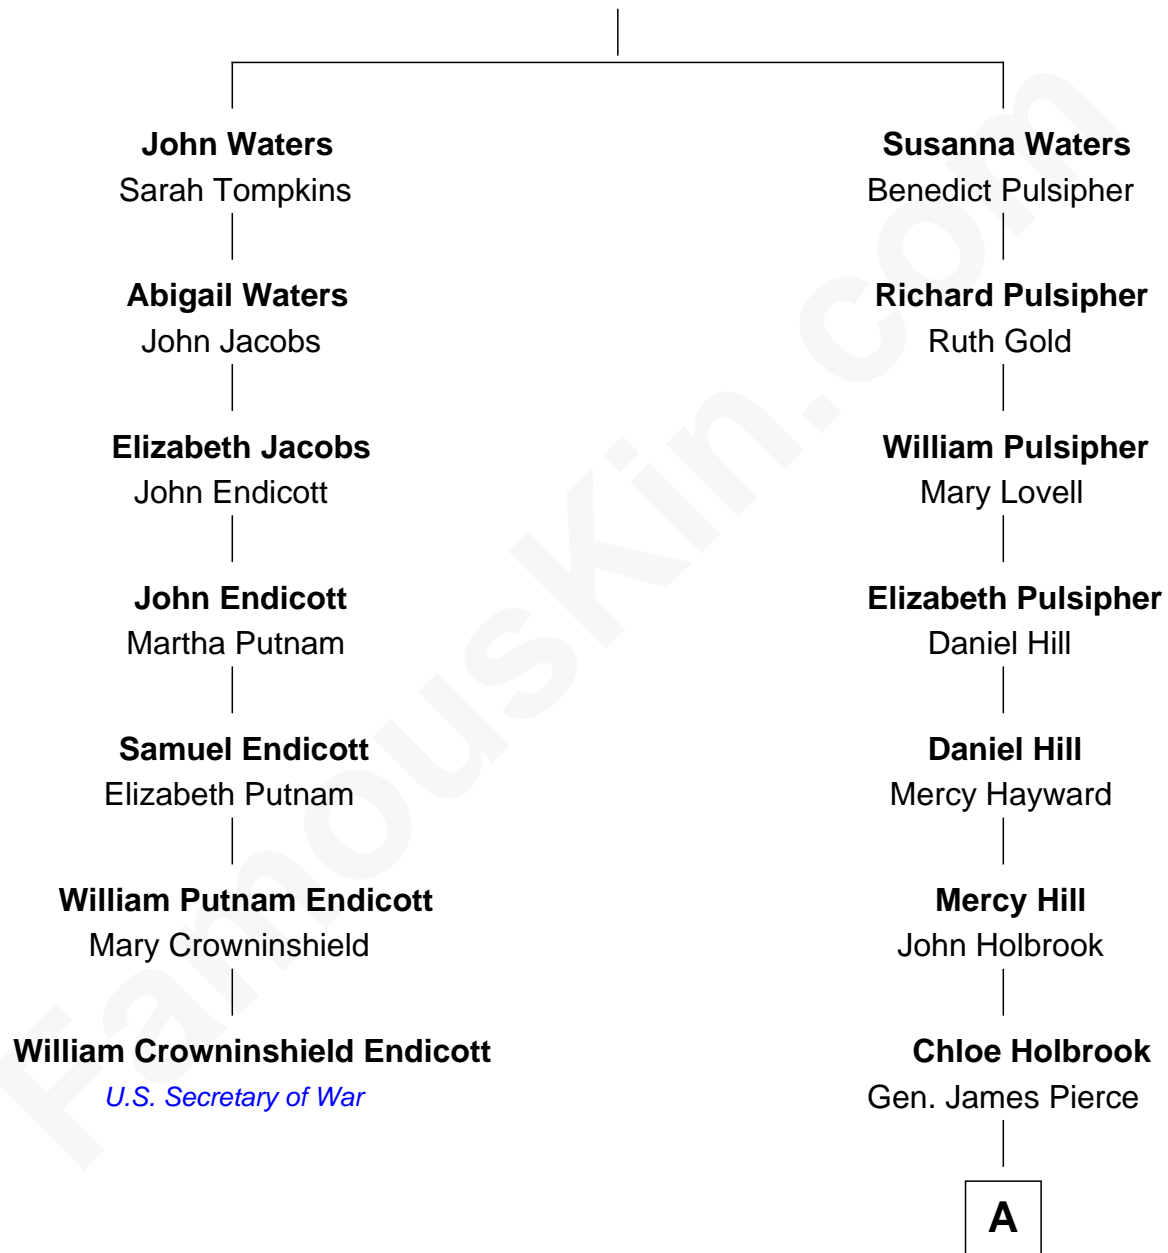 John Waters
Sarah Tompkins
Abigail Waters
John Jacobs
Elizabeth Jacobs
John Endicott
John Endicott
Martha Putnam
Samuel Endicott
Elizabeth Putnam
William Putnam Endicott
Mary Crowninshield
William Crowninshield Endicott
U.S. Secretary of War
Susanna Waters
Benedict Pulsipher
Richard Pulsipher
Ruth Gold
William Pulsipher
Mary Lovell
Elizabeth Pulsipher
Daniel Hill
Daniel Hill
Mercy Hayward
Mercy Hill
John Holbrook
Chloe Holbrook
Gen. James Pierce
A
FamousKin.com